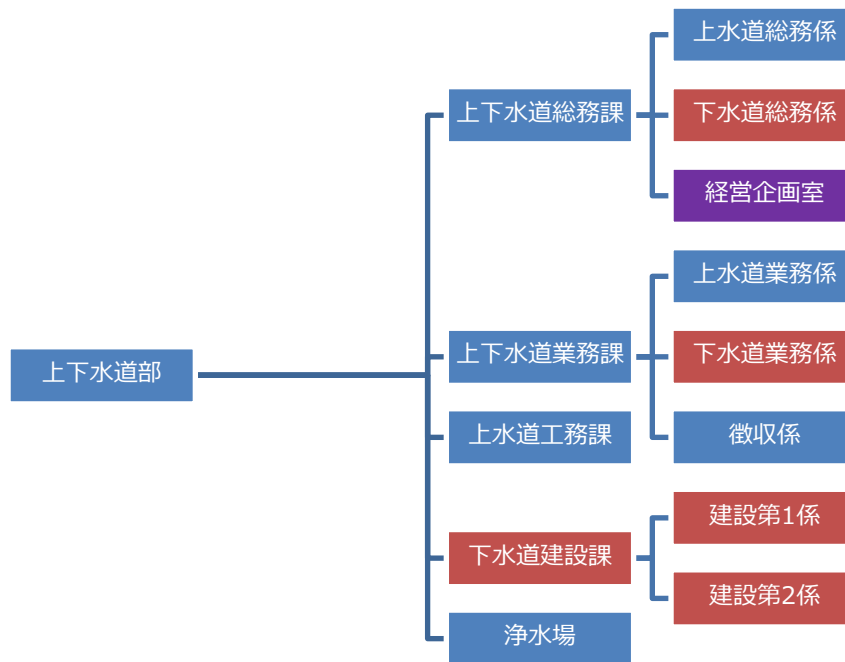 上下水道部
上下水道総務課
上水道総務係
下水道総務係
経営企画室
上下水道業務課
上水道業務係
下水道業務係
徴収係
上水道工務課
下水道建設課
建設第1係
建設第2係
浄水場